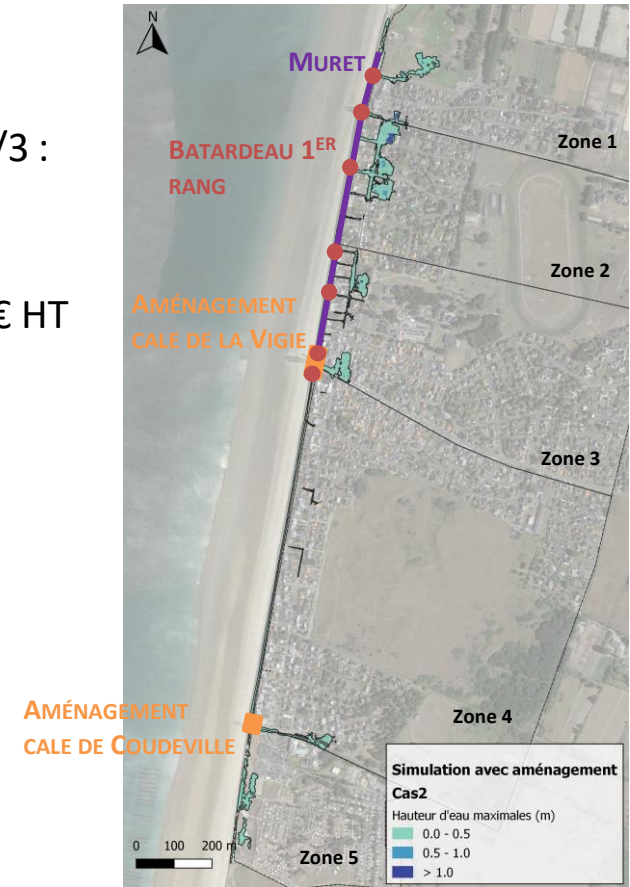 N
MURET
/3 :
BATARDEAU 1ER
RANG
Zone 1
Zone 2
€ HT
AMÉNAGEMENT
CALE DE LA VIGIE
Zone 3
AMÉNAGEMENT
CALE DE COUDEVILLE
Zone 4
Simulation avec aménagement
Cas2
Hauteur d'eau maximales (m)
0.0 - 0.5
0.5 - 1.0
> 1.0
0 100 200 m
Zone 5